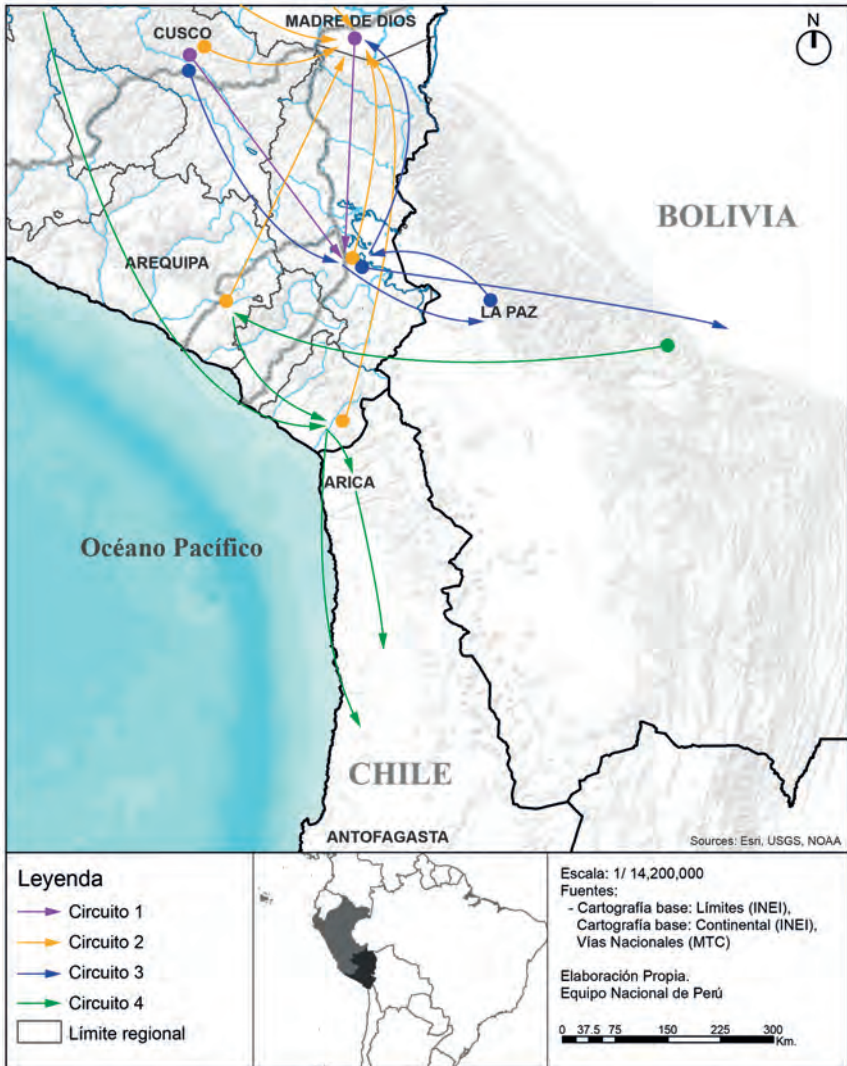 MADRE DE DIOS
N
CUSCO
BOLIVIA
AREQUIPA
LA PAZ
ARICA
Océano Pacífico
CHILE
ANTOFAGASTA
Sources: Esri, USGS, NOAA
Leyenda
Circuito 1
Circuito 2
Circuito 3
Circuito 4
Límite regional
Escala: 1/ 14,200,000
Fuentes:
- Cartografía base: Límites (INEI),
Cartografía base: Continental (INEI),
Vías Nacionales (MTC)
Elaboración Propia.
Equipo Nacional de Perú
0 37.5 75 150 225 300
Km.